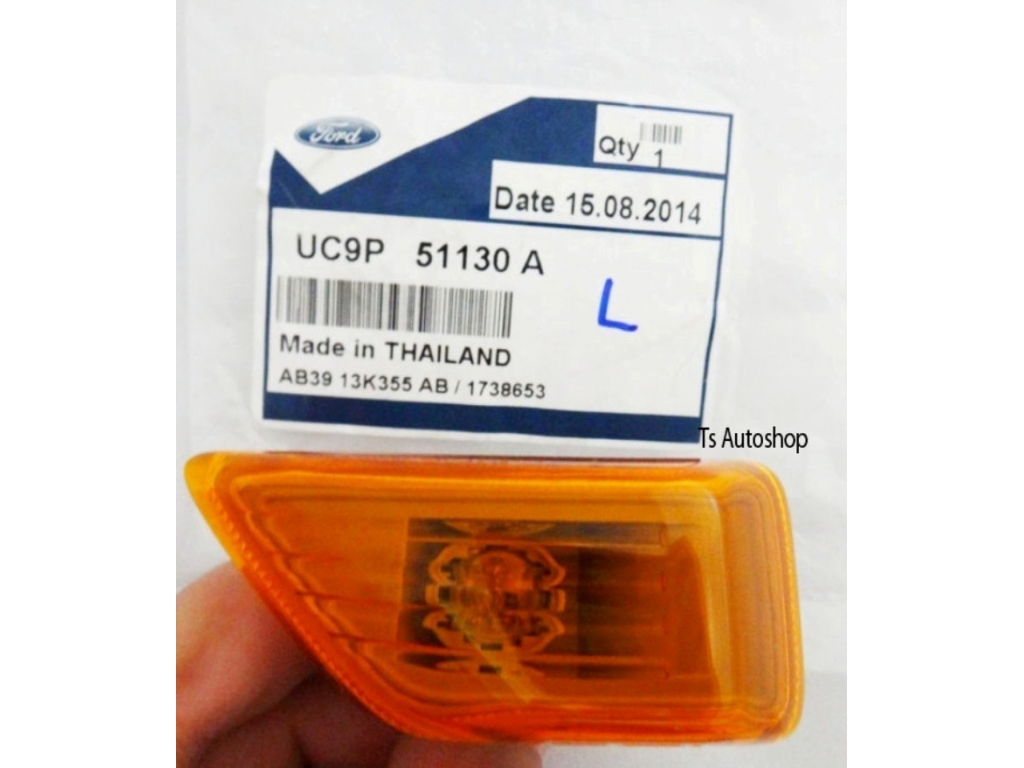 Ford
Qty 1
Date 15.08.2014
UC9P 51130 A
L
Made in THAILAND
AB39 13K355 AB / 1738653
Ts Autoshop